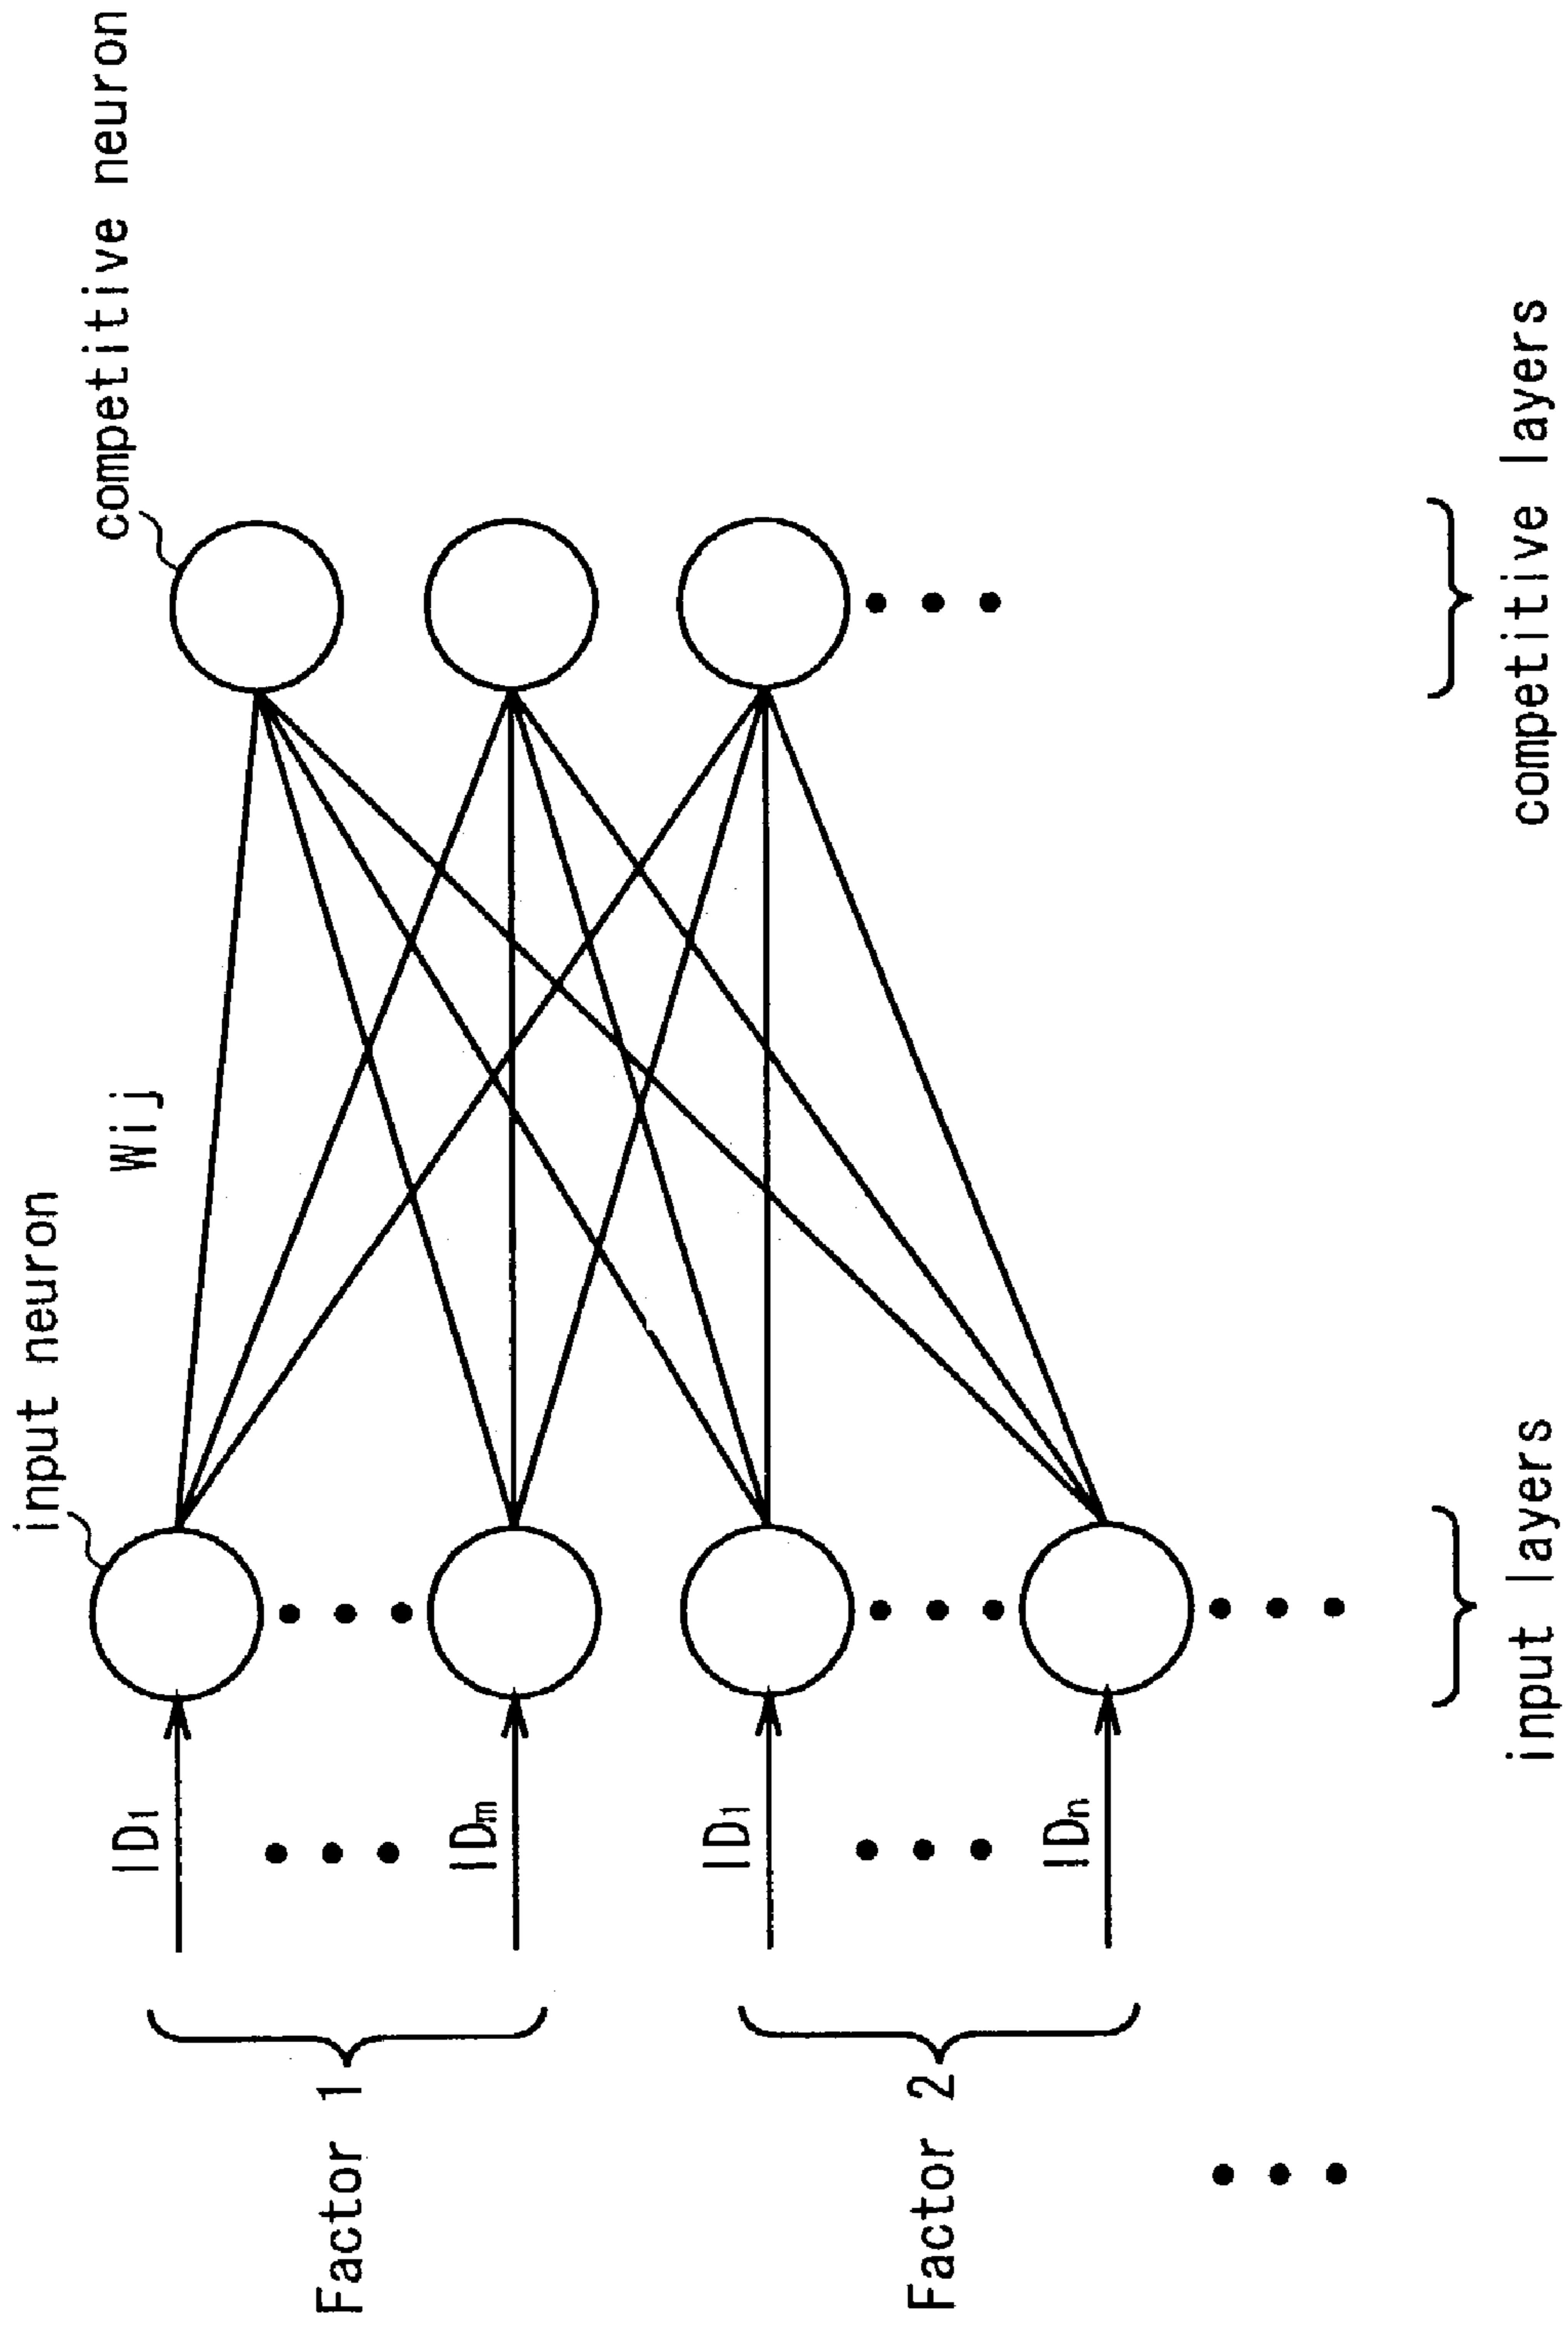 input neuron
Wij
competitive neuron
Factor 1
ID1
IDm
Factor 2
ID1
IDn
input layers
competitive layers